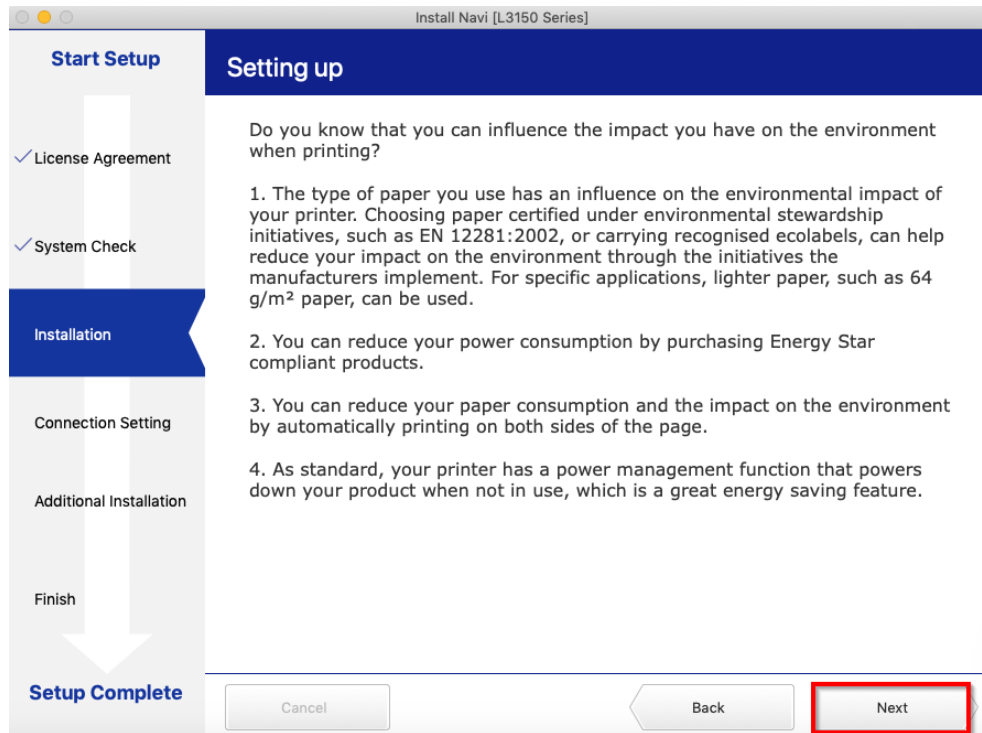 Install Navi [L3150 Series]
Start Setup
License Agreement
System Check
Installation
Connection Setting
Additional Installation
Finish
Setup Complete
Setting up
Do you know that you can influence the impact you have on the environment
when printing?
1. The type of paper you use has an influence on the environmental impact of
your printer. Choosing paper certified under environmental stewardship
initiatives, such as EN 12281:2002, or carrying recognised ecolabels, can help
reduce your impact on the environment through the initiatives the
manufacturers implement. For specific applications, lighter paper, such as 64
g/m² paper, can be used.
2. You can reduce your power consumption by purchasing Energy Star
compliant products.
3. You can reduce your paper consumption and the impact on the environment
by automatically printing on both sides of the page.
4. As standard, your printer has a power management function that powers
down your product when not in use, which is a great energy saving feature.
Cancel
Back
Next